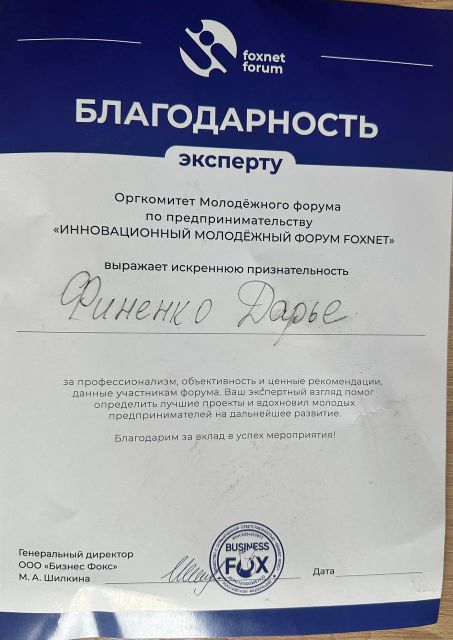 foxnet
forum
БЛАГОДАРНОСТЬ
эксперту
Оргкомитет Молодёжного форума
по предпринимательству
«ИННОВАЦИОННЫЙ МОЛОДЁЖНЫЙ ФОРУМ FOXNET»
выражает искреннюю признательность
Финенко Дарье
за профессионализм, объективность и ценные рекомендации,
данные участникам форума. Ваш экспертный взгляд помог
определить лучшие проекты и вдохновил молодых
предпринимателей на дальнейшее развитие.
Благодарим за вклад в успех мероприятия!
Генеральный директор
ООО «Бизнес Фокс»
М. А. Шилкина
BUSINESS
FOX
Дата